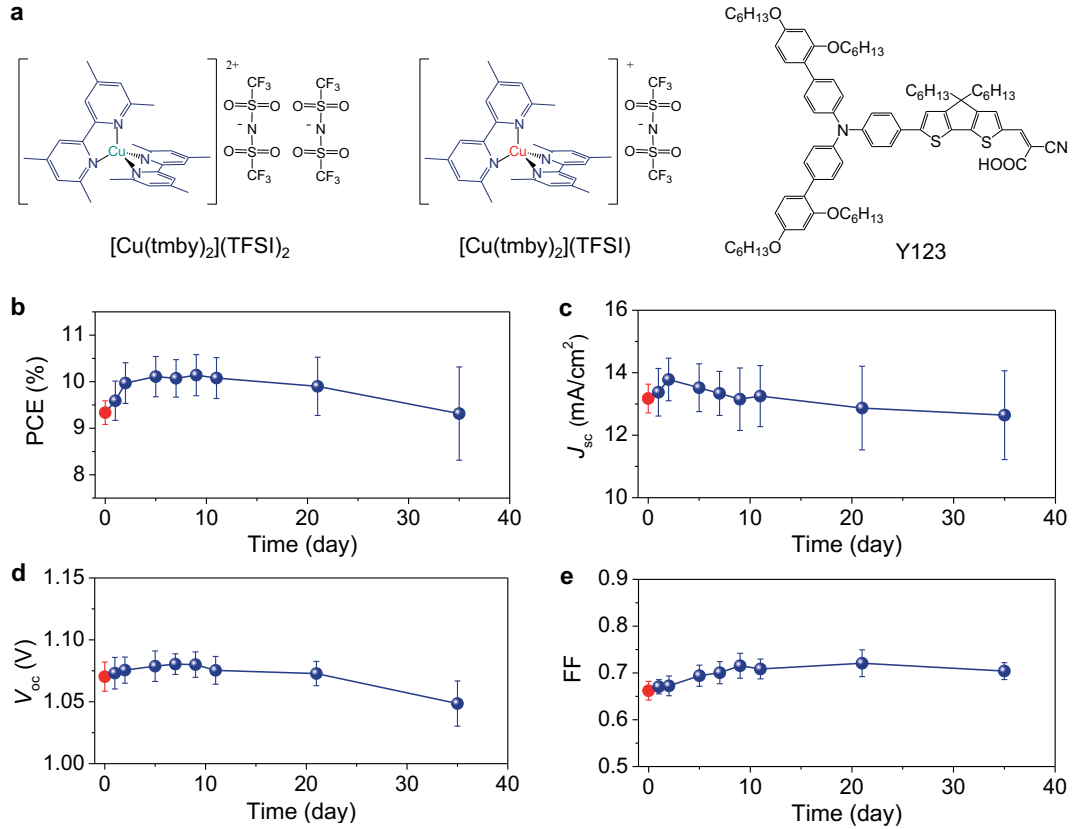 a
C₆H₁₃O
OC₆H₁₃
2+
CF₃
CF₃
O=S=O
O=S=O
-
N
-
N
O=S=O
O=S=O
CF₃
CF₃
N
N
Cu
N
N
+
CF₃
O=S=O
-
N
O=S=O
CF₃
N
N
Cu
N
N
C₆H₁₃
C₆H₁₃
N
S
S
CN
HOOC
OC₆H₁₃
C₆H₁₃O
[Cu(tmby)₂](TFSI)₂
[Cu(tmby)₂](TFSI)
Y123
b
11
10
9
8
PCE (%)
0
10
20
30
40
Time (day)
c
16
14
12
10
Jsc (mA/cm²)
0
10
20
30
40
Time (day)
d
1.15
1.10
1.05
1.00
Voc (V)
0
10
20
30
40
Time (day)
e
0.9
0.8
0.7
0.6
0.5
FF
0
10
20
30
40
Time (day)